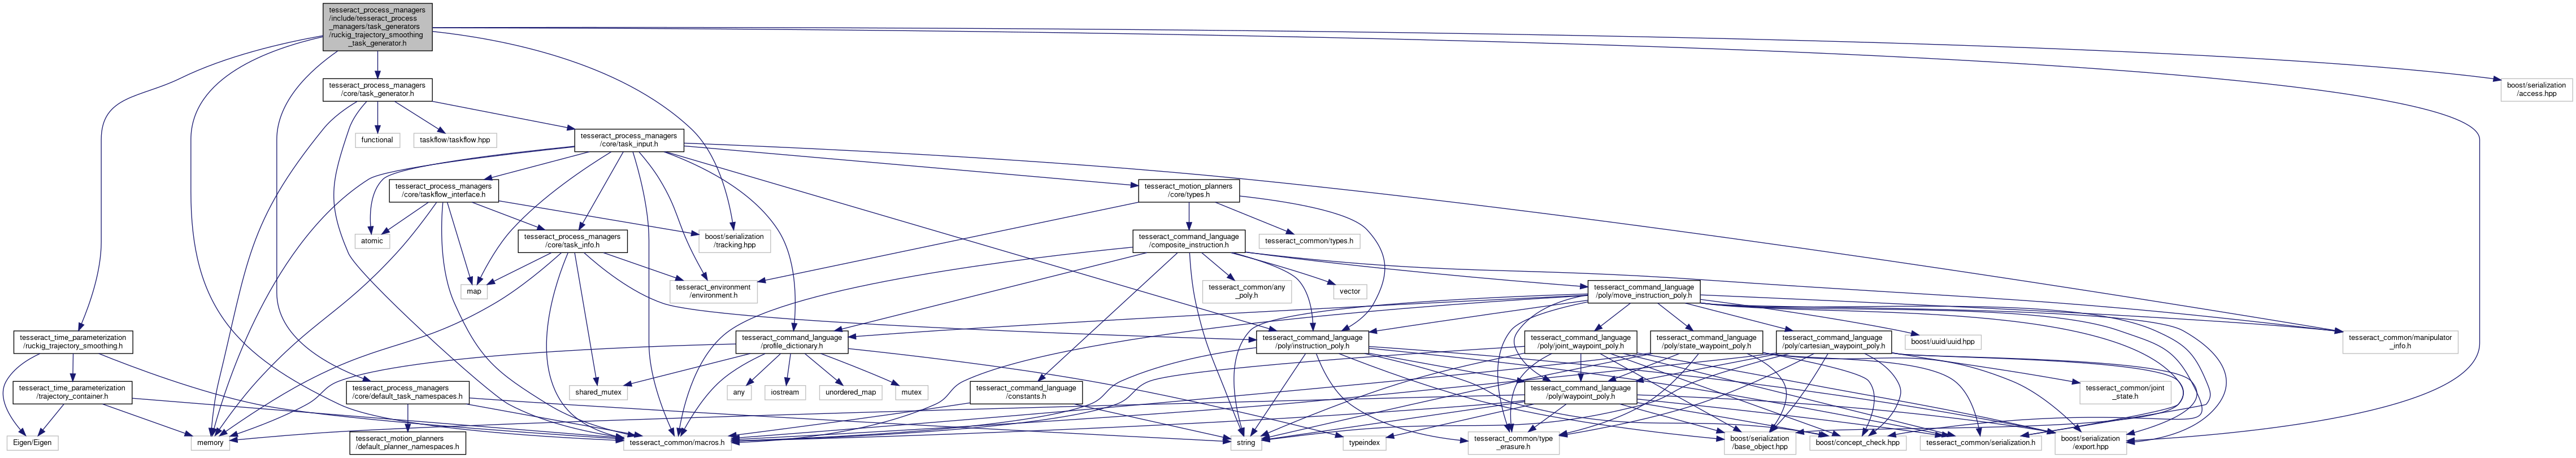 tesseract_process_managers
/include/tesseract_process
_managers/task_generators
/ruckig_trajectory_smoothing
_task_generator.h
tesseract_process_managers
/core/task_generator.h
boost/serialization
/access.hpp
functional
taskflow/taskflow.hpp
tesseract_process_managers
/core/task_input.h
tesseract_process_managers
/core/taskflow_interface.h
tesseract_motion_planners
/core/types.h
atomic
tesseract_process_managers
/core/task_info.h
boost/serialization
/tracking.hpp
tesseract_command_language
/composite_instruction.h
tesseract_common/types.h
map
tesseract_environment
/environment.h
tesseract_common/any
_poly.h
vector
tesseract_command_language
/poly/move_instruction_poly.h
tesseract_time_parameterization
/ruckig_trajectory_smoothing.h
tesseract_command_language
/profile_dictionary.h
tesseract_command_language
/poly/instruction_poly.h
tesseract_command_language
/poly/joint_waypoint_poly.h
tesseract_command_language
/poly/state_waypoint_poly.h
tesseract_command_language
/poly/cartesian_waypoint_poly.h
boost/uuid/uuid.hpp
tesseract_common/manipulator
_info.h
tesseract_time_parameterization
/trajectory_container.h
tesseract_process_managers
/core/default_task_namespaces.h
shared_mutex
any
iostream
unordered_map
mutex
tesseract_command_language
/constants.h
tesseract_command_language
/poly/waypoint_poly.h
tesseract_common/joint
_state.h
Eigen/Eigen
memory
tesseract_motion_planners
/default_planner_namespaces.h
tesseract_common/macros.h
string
typeindex
tesseract_common/type
_erasure.h
boost/serialization
/base_object.hpp
boost/concept_check.hpp
tesseract_common/serialization.h
boost/serialization
/export.hpp